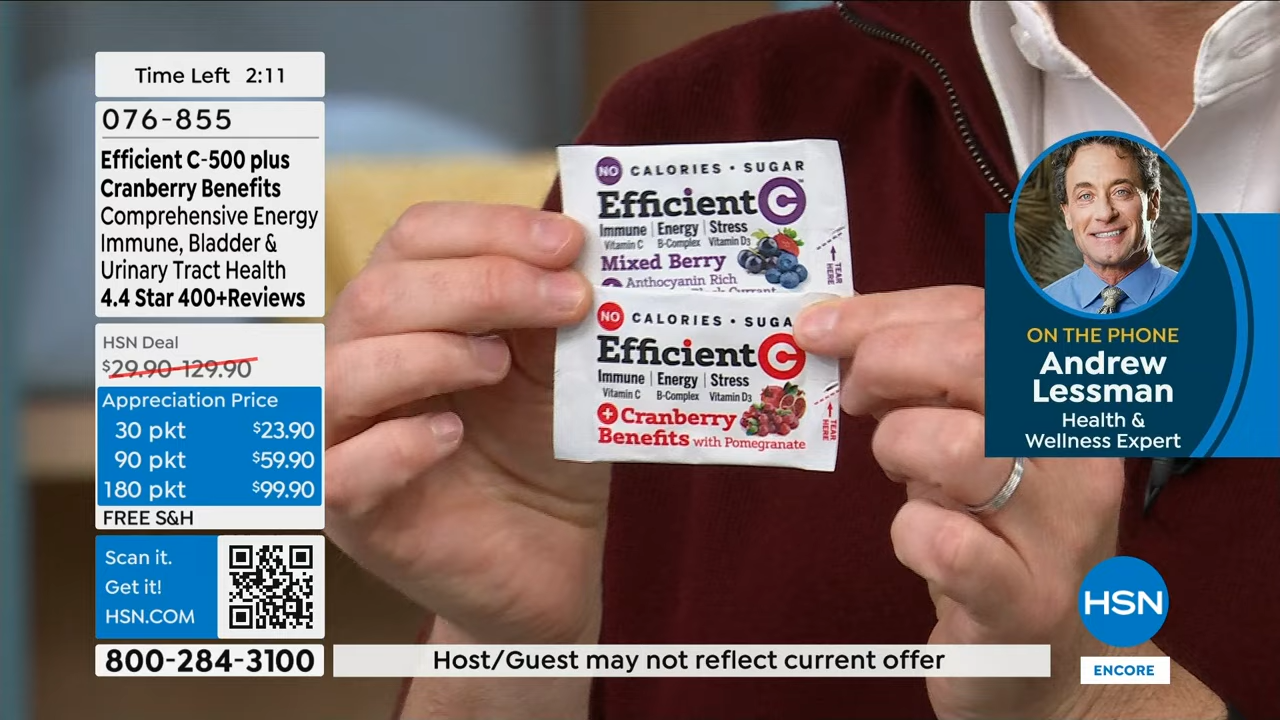 Time Left 2:11
076-855
Efficient C-500 plus
Cranberry Benefits
Comprehensive Energy
Immune, Bladder &
Urinary Tract Health
4.4 Star 400+Reviews
HSN Deal
$29.90-129.90
Appreciation Price
30 pkt $23.90
90 pkt $59.90
180 pkt $99.90
FREE S&H
Scan it.
Get it!
HSN.COM
800-284-3100
NO CALORIES • SUGAR
Efficient C™
Immune | Energy | Stress
Vitamin C B-Complex Vitamin D3
Mixed Berry
Anthocyanin Rich
Black Currant
TEAR HERE
NO CALORIES • SUGA
Efficient C
Immune | Energy | Stress
Vitamin C B-Complex Vitamin D3
+ Cranberry
Benefits with Pomegranate
TEAR HERE
ON THE PHONE
Andrew
Lessman
Health &
Wellness Expert
HSN
ENCORE
Host/Guest may not reflect current offer